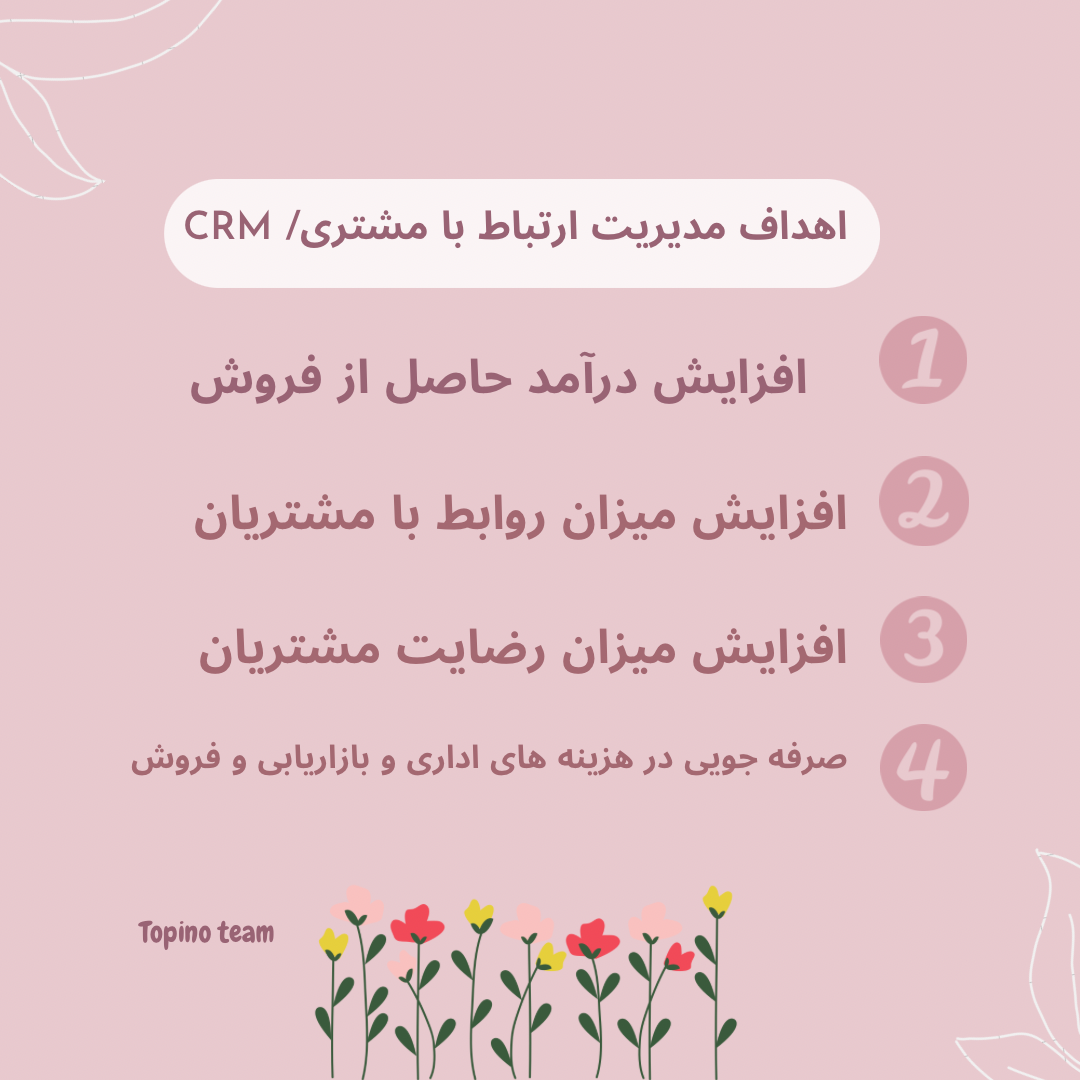 اهداف مدیریت ارتباط با مشتری/ CRM
1 افزایش درآمد حاصل از فروش
2 افزایش میزان روابط با مشتریان
3 افزایش میزان رضایت مشتریان
4 صرفه جویی در هزینه های اداری و بازاریابی و فروش
Topino team